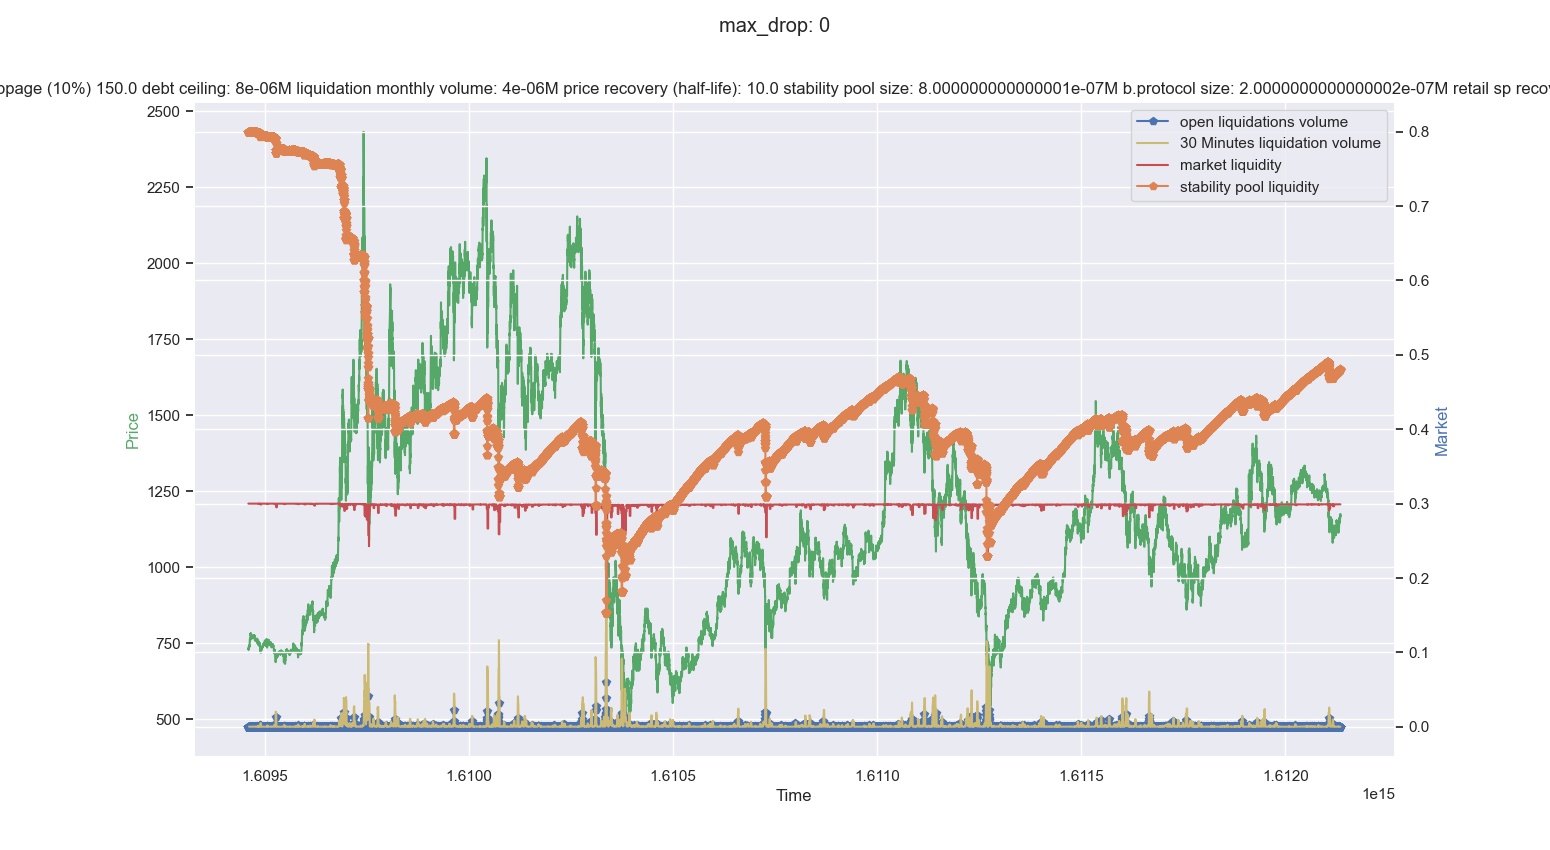 max_drop: 0
(10%) 150.0 debt ceiling: 8e-06M liquidation monthly volume: 4e-06M price recovery (half-life): 10.0 stability pool size: 8.000000000000001e-07M b.protocol size: 2.0000000000000002e-07M retail sp
2500
2250
2000
1750
1500
1250
1000
750
500
Price
open liquidations volume
30 Minutes liquidation volume
market liquidity
stability pool liquidity
0.8
0.7
0.6
0.5
0.4
0.3
0.2
0.1
0.0
Market
1.6095 1.6100 1.6105 1.6110 1.6115 1.6120
1e15
Time